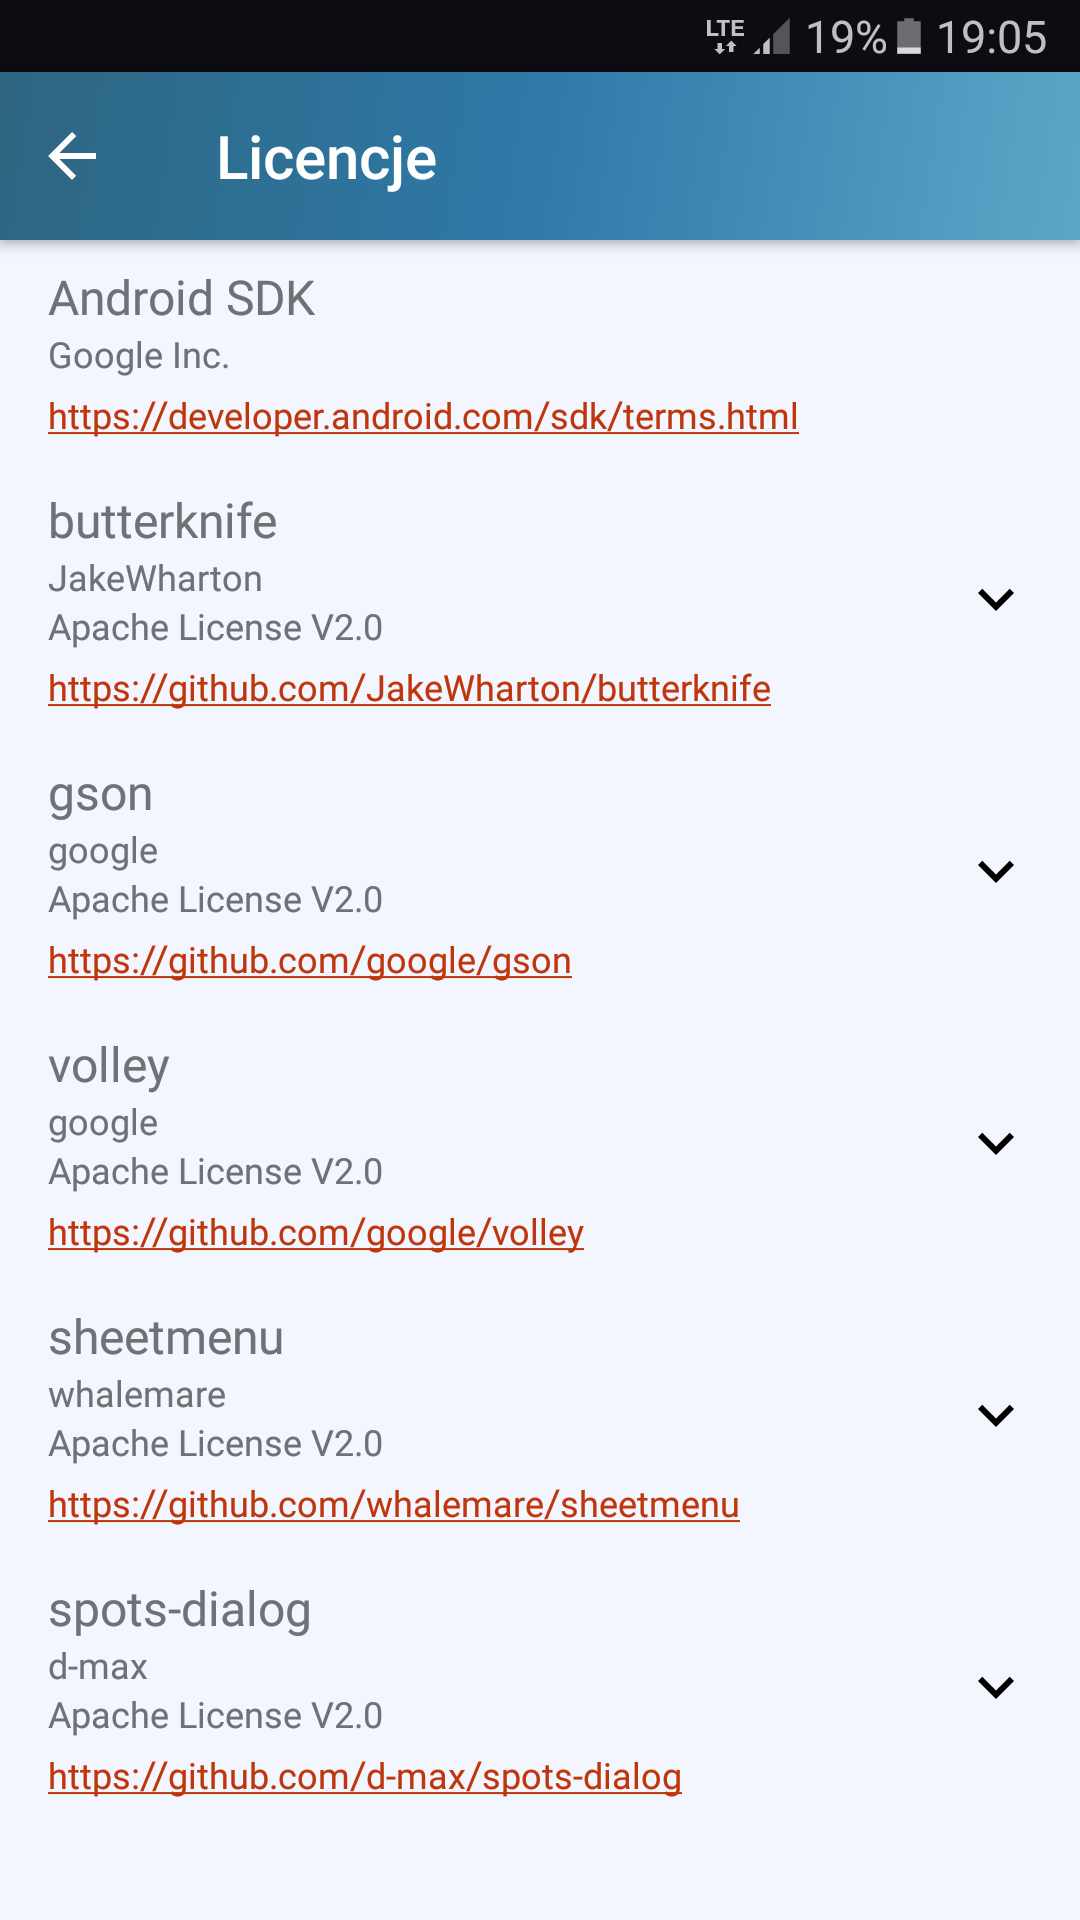 LTE 19% 19:05
Licencje
Android SDK
Google Inc.
https://developer.android.com/sdk/terms.html
butterknife
JakeWharton
Apache License V2.0
https://github.com/JakeWharton/butterknife
gson
google
Apache License V2.0
https://github.com/google/gson
volley
google
Apache License V2.0
https://github.com/google/volley
sheetmenu
whalemare
Apache License V2.0
https://github.com/whalemare/sheetmenu
spots-dialog
d-max
Apache License V2.0
https://github.com/d-max/spots-dialog